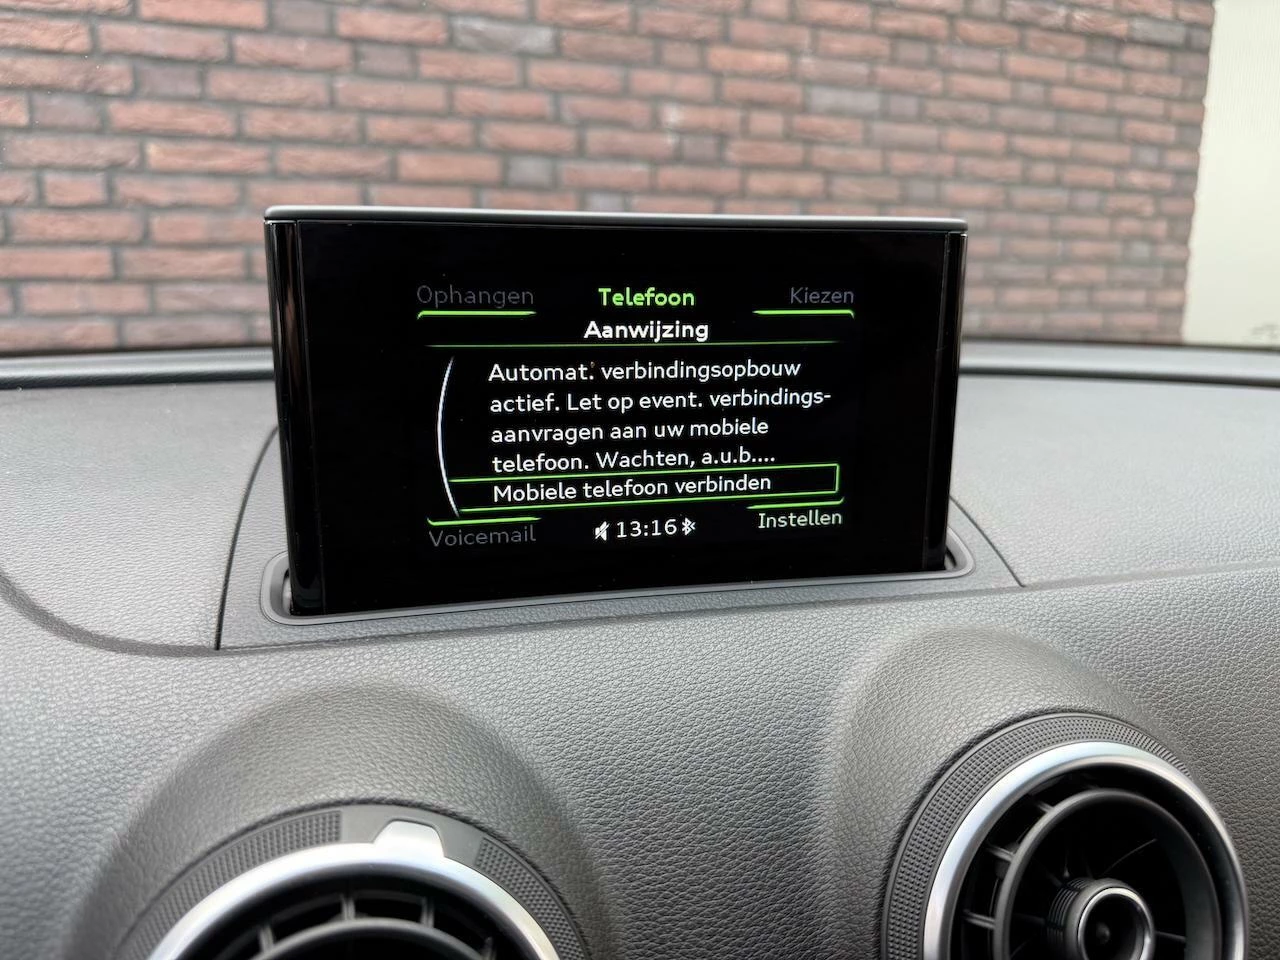 Ophangen Telefoon Kiezen
Aanwijzing
Automat. verbindingsopbouw
actief. Let op event. verbindings-
aanvragen aan uw mobiele
telefoon. Wachten, a.u.b....
Mobiele telefoon verbinden
Voicemail 13:16 Instellen